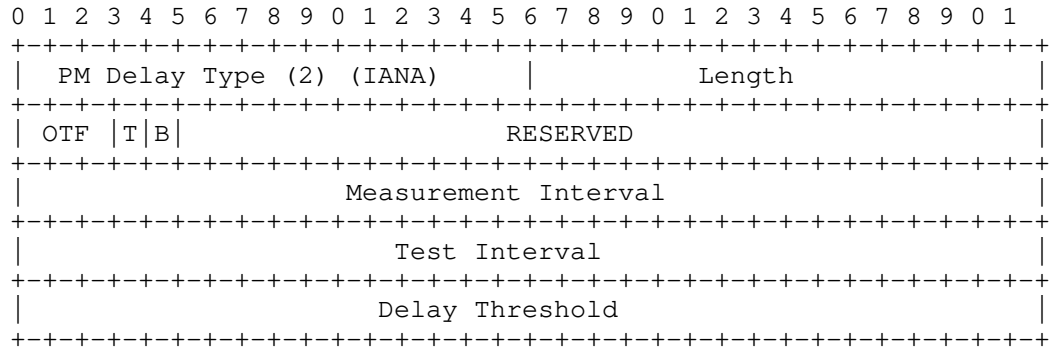 0 1 2 3 4 5 6 7 8 9 0 1 2 3 4 5 6 7 8 9 0 1 2 3 4 5 6 7 8 9 0 1
+-+-+-+-+-+-+-+-+-+-+-+-+-+-+-+-+-+-+-+-+-+-+-+-+-+-+-+-+-+-+-+-+
|  PM Delay Type (2) (IANA)     |          Length               |
+-+-+-+-+-+-+-+-+-+-+-+-+-+-+-+-+-+-+-+-+-+-+-+-+-+-+-+-+-+-+-+-+
| OTF |T|B|                    RESERVED                         |
+-+-+-+-+-+-+-+-+-+-+-+-+-+-+-+-+-+-+-+-+-+-+-+-+-+-+-+-+-+-+-+-+
|                    Measurement Interval                       |
+-+-+-+-+-+-+-+-+-+-+-+-+-+-+-+-+-+-+-+-+-+-+-+-+-+-+-+-+-+-+-+-+
|                       Test Interval                           |
+-+-+-+-+-+-+-+-+-+-+-+-+-+-+-+-+-+-+-+-+-+-+-+-+-+-+-+-+-+-+-+-+
|                      Delay Threshold                          |
+-+-+-+-+-+-+-+-+-+-+-+-+-+-+-+-+-+-+-+-+-+-+-+-+-+-+-+-+-+-+-+-+